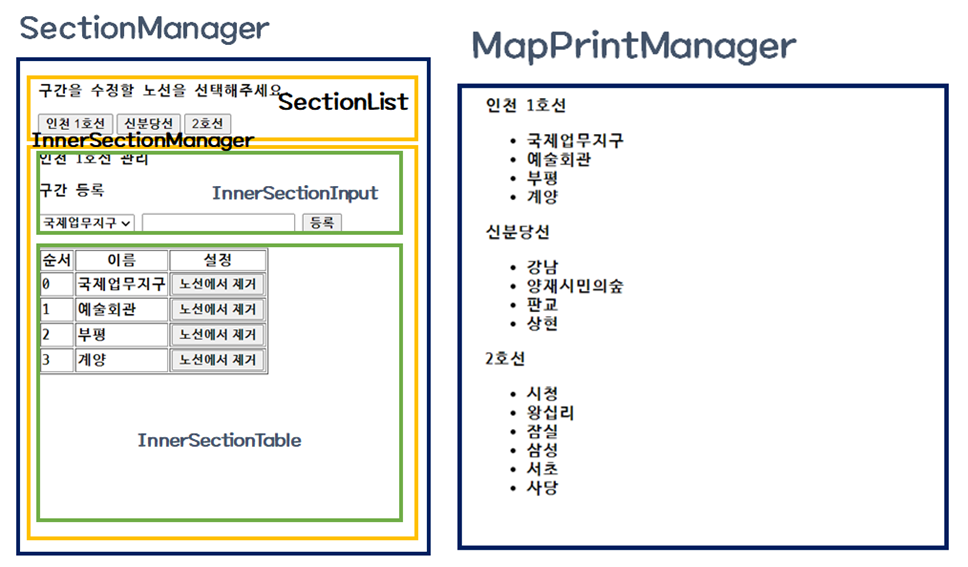 SectionManager
구간을 수정할 노선을 선택해주세요
SectionList
인천 1호선 신분당선 2호선
InnerSectionManager
인천 1호선 관리
구간 등록
InnerSectionInput
국제업무지구 등록
순서 이름 설정
0 국제업무지구 노선에서 제거
1 예술회관 노선에서 제거
2 부평 노선에서 제거
3 계양 노선에서 제거
InnerSectionTable
MapPrintManager
인천 1호선
• 국제업무지구
• 예술회관
• 부평
• 계양
신분당선
• 강남
• 양재시민의숲
• 판교
• 상현
2호선
• 시청
• 왕십리
• 잠실
• 삼성
• 서초
• 사당